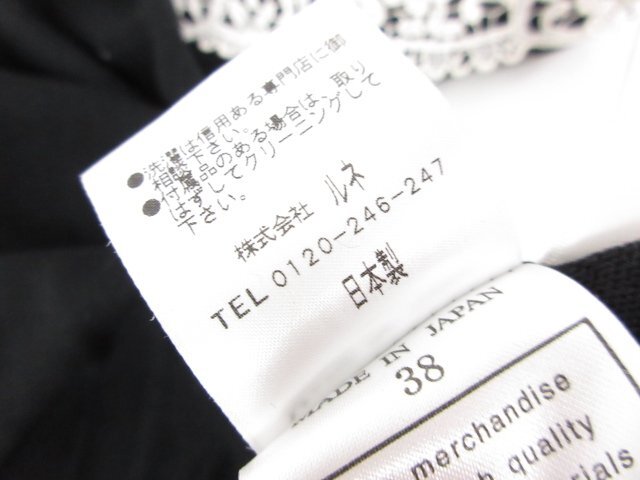 ●洗濯は信用ある専門店に御
相談下さい。
●付属品のある場合は、取り
はずしてクリーニングして
下さい。
株式会社 ルネ
TEL 0120-246-247
日本製
MADE IN JAPAN
38
merchandise
quality